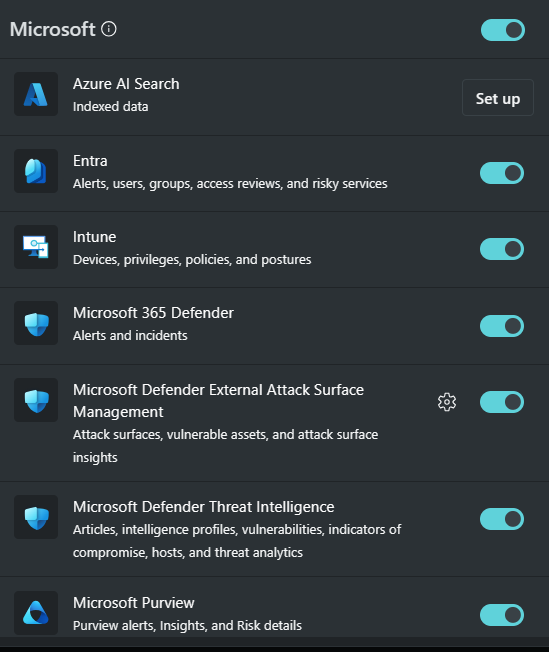 Microsoft
Azure AI Search
Indexed data
Set up
Entra
Alerts, users, groups, access reviews, and risky services
Intune
Devices, privileges, policies, and postures
Microsoft 365 Defender
Alerts and incidents
Microsoft Defender External Attack Surface
Management
Attack surfaces, vulnerable assets, and attack surface
insights
Microsoft Defender Threat Intelligence
Articles, intelligence profiles, vulnerabilities, indicators of
compromise, hosts, and threat analytics
Microsoft Purview
Purview alerts, Insights, and Risk details